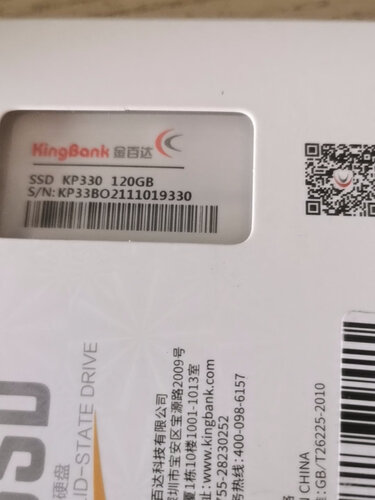 KingBank 金百达
SSD KP330 120GB
S/N: KP33BO2111019330
SSD
ID-STATE DRIVE
硬盘
百达科技有限公司
圳市宝安区宝源路2009号
厦1栋10楼1001-1013室
www.kingbank.com
755-28230252
务热线:400-098-6157
CHINA
:GB/T26225-2010